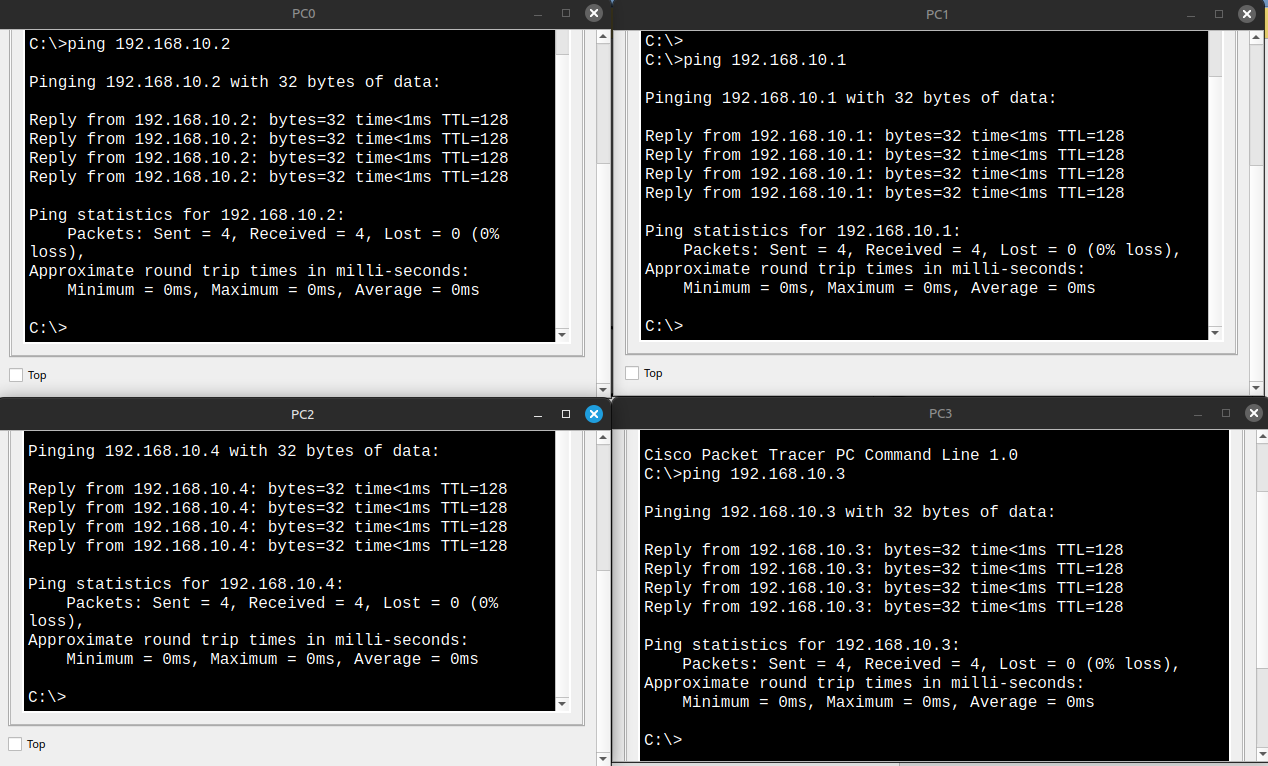 PC0
C:\>ping 192.168.10.2
Pinging 192.168.10.2 with 32 bytes of data:
Reply from 192.168.10.2: bytes=32 time<1ms TTL=128
Reply from 192.168.10.2: bytes=32 time<1ms TTL=128
Reply from 192.168.10.2: bytes=32 time<1ms TTL=128
Reply from 192.168.10.2: bytes=32 time<1ms TTL=128
Ping statistics for 192.168.10.2:
    Packets: Sent = 4, Received = 4, Lost = 0 (0%
loss),
Approximate round trip times in milli-seconds:
    Minimum = 0ms, Maximum = 0ms, Average = 0ms
C:\>
Top
PC1
C:\>
C:\>ping 192.168.10.1
Pinging 192.168.10.1 with 32 bytes of data:
Reply from 192.168.10.1: bytes=32 time<1ms TTL=128
Reply from 192.168.10.1: bytes=32 time<1ms TTL=128
Reply from 192.168.10.1: bytes=32 time<1ms TTL=128
Reply from 192.168.10.1: bytes=32 time<1ms TTL=128
Ping statistics for 192.168.10.1:
    Packets: Sent = 4, Received = 4, Lost = 0 (0% loss),
Approximate round trip times in milli-seconds:
    Minimum = 0ms, Maximum = 0ms, Average = 0ms
C:\>
Top
PC2
Pinging 192.168.10.4 with 32 bytes of data:
Reply from 192.168.10.4: bytes=32 time<1ms TTL=128
Reply from 192.168.10.4: bytes=32 time<1ms TTL=128
Reply from 192.168.10.4: bytes=32 time<1ms TTL=128
Reply from 192.168.10.4: bytes=32 time<1ms TTL=128
Ping statistics for 192.168.10.4:
    Packets: Sent = 4, Received = 4, Lost = 0 (0%
loss),
Approximate round trip times in milli-seconds:
    Minimum = 0ms, Maximum = 0ms, Average = 0ms
C:\>
Top
PC3
Cisco Packet Tracer PC Command Line 1.0
C:\>ping 192.168.10.3
Pinging 192.168.10.3 with 32 bytes of data:
Reply from 192.168.10.3: bytes=32 time<1ms TTL=128
Reply from 192.168.10.3: bytes=32 time<1ms TTL=128
Reply from 192.168.10.3: bytes=32 time<1ms TTL=128
Reply from 192.168.10.3: bytes=32 time<1ms TTL=128
Ping statistics for 192.168.10.3:
    Packets: Sent = 4, Received = 4, Lost = 0 (0% loss),
Approximate round trip times in milli-seconds:
    Minimum = 0ms, Maximum = 0ms, Average = 0ms
C:\>